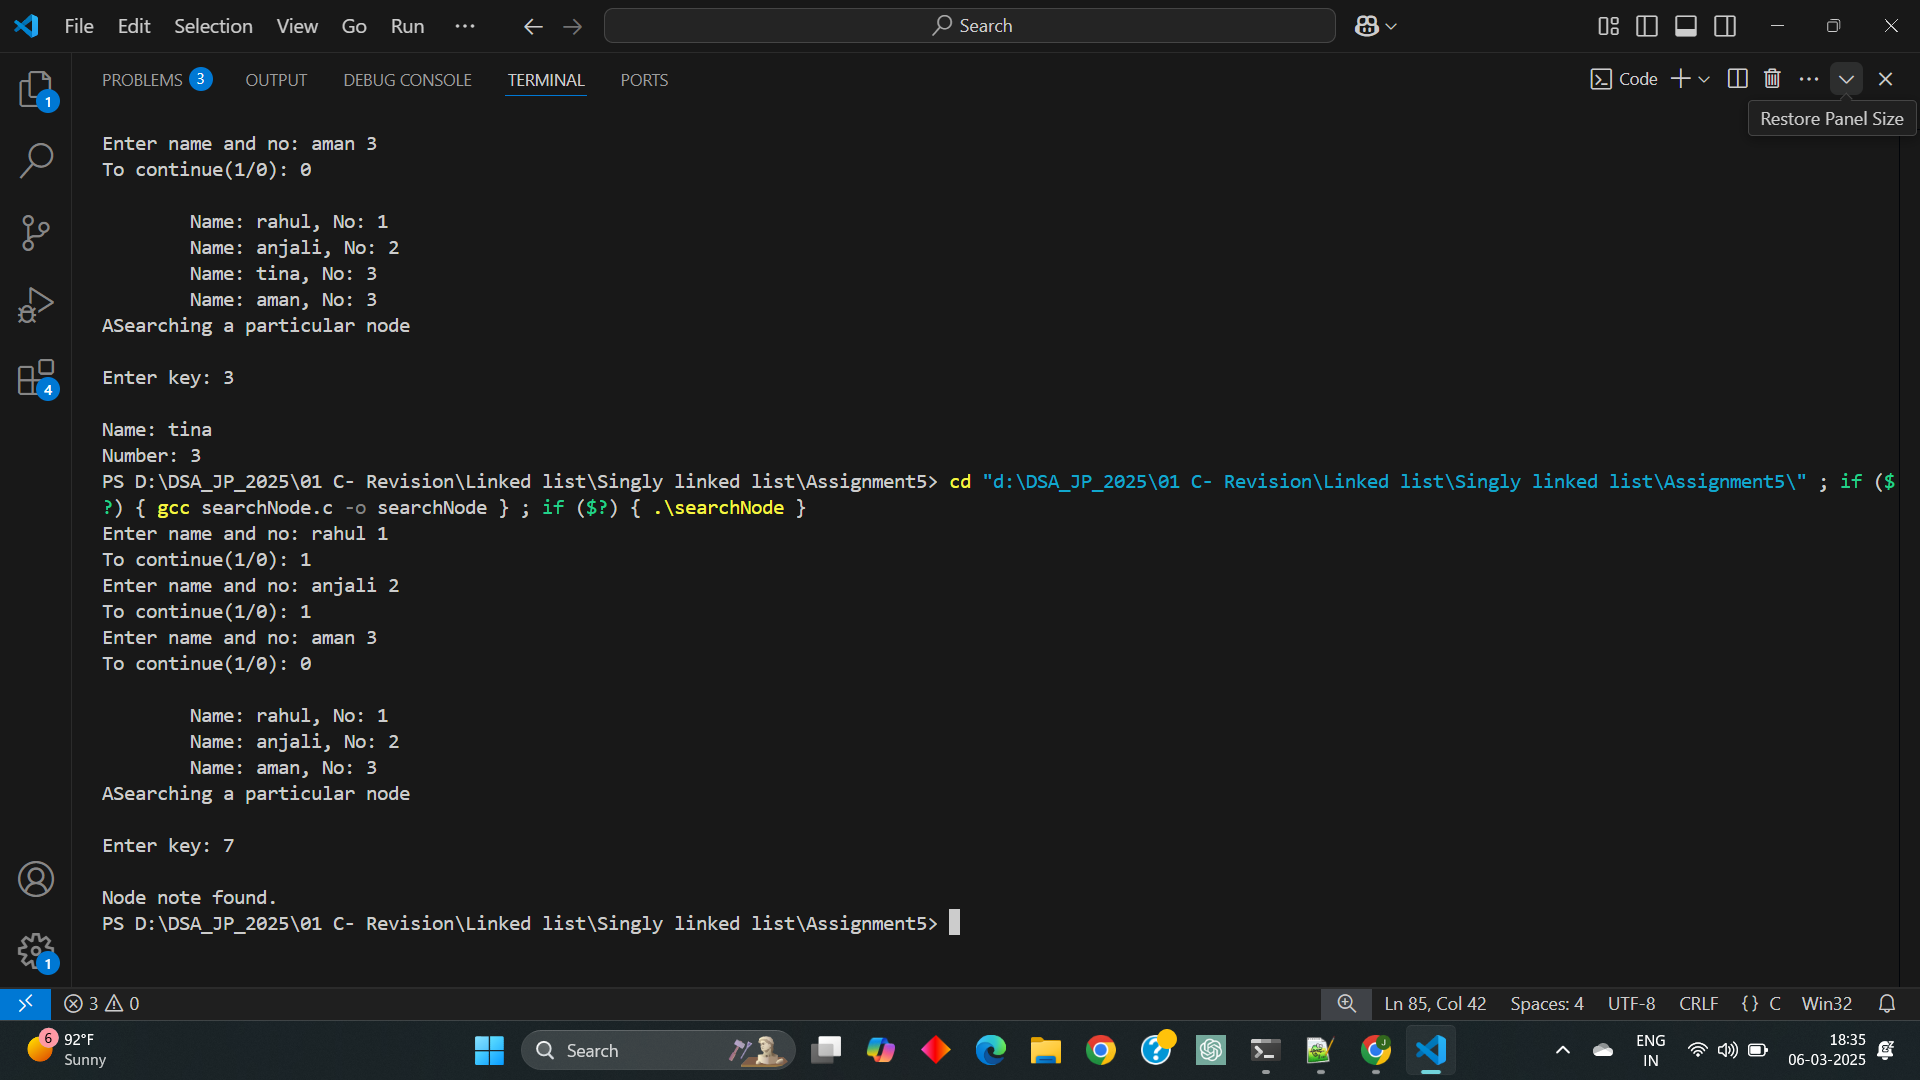 File Edit Selection View Go Run ... Search
PROBLEMS 3 OUTPUT DEBUG CONSOLE TERMINAL PORTS Code
Restore Panel Size
1
4
1
Enter name and no: aman 3
To continue(1/0): 0
Name: rahul, No: 1
Name: anjali, No: 2
Name: tina, No: 3
Name: aman, No: 3
ASearching a particular node
Enter key: 3
Name: tina
Number: 3
PS D:\DSA_JP_2025\01 C- Revision\Linked list\Singly linked list\Assignment5> cd "d:\DSA_JP_2025\01 C- Revision\Linked list\Singly linked list\Assignment5\" ; if ($
?) { gcc searchNode.c -o searchNode } ; if ($?) { .\searchNode }
Enter name and no: rahul 1
To continue(1/0): 1
Enter name and no: anjali 2
To continue(1/0): 1
Enter name and no: aman 3
To continue(1/0): 0
Name: rahul, No: 1
Name: anjali, No: 2
Name: aman, No: 3
ASearching a particular node
Enter key: 7
Node note found.
PS D:\DSA_JP_2025\01 C- Revision\Linked list\Singly linked list\Assignment5>
3 0 Ln 85, Col 42 Spaces: 4 UTF-8 CRLF {} C Win32
6 92°F
Sunny
Search
ENG
IN
18:35
06-03-2025